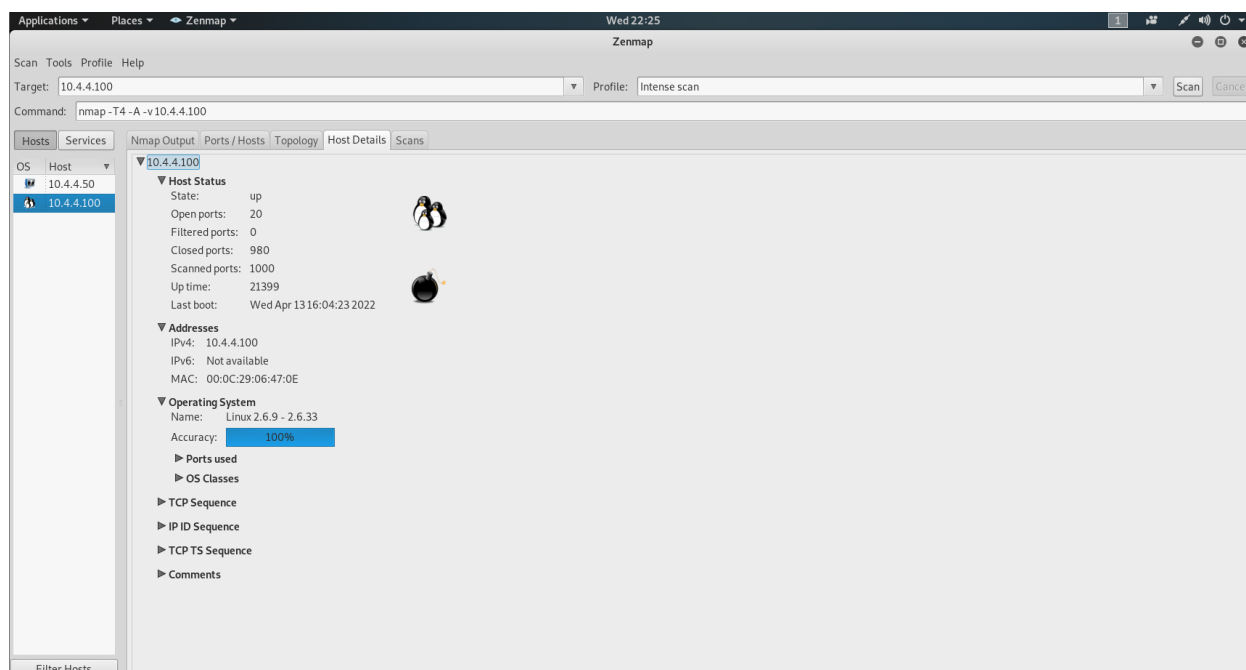 Applications Places Zenmap Wed 22:25 1
Zenmap
Scan Tools Profile Help
Target: 10.4.4.100 Profile: Intense scan Scan Cance
Command: nmap -T4 -A -v 10.4.4.100
Hosts Services Nmap Output Ports / Hosts Topology Host Details Scans
OS Host
10.4.4.50
10.4.4.100
10.4.4.100
Host Status
State: up
Open ports: 20
Filtered ports: 0
Closed ports: 980
Scanned ports: 1000
Up time: 21399
Last boot: Wed Apr 13 16:04:23 2022
Addresses
IPv4: 10.4.4.100
IPv6: Not available
MAC: 00:0C:29:06:47:0E
Operating System
Name: Linux 2.6.9 - 2.6.33
Accuracy: 100%
Ports used
OS Classes
TCP Sequence
IP ID Sequence
TCP TS Sequence
Comments
Filter Hosts